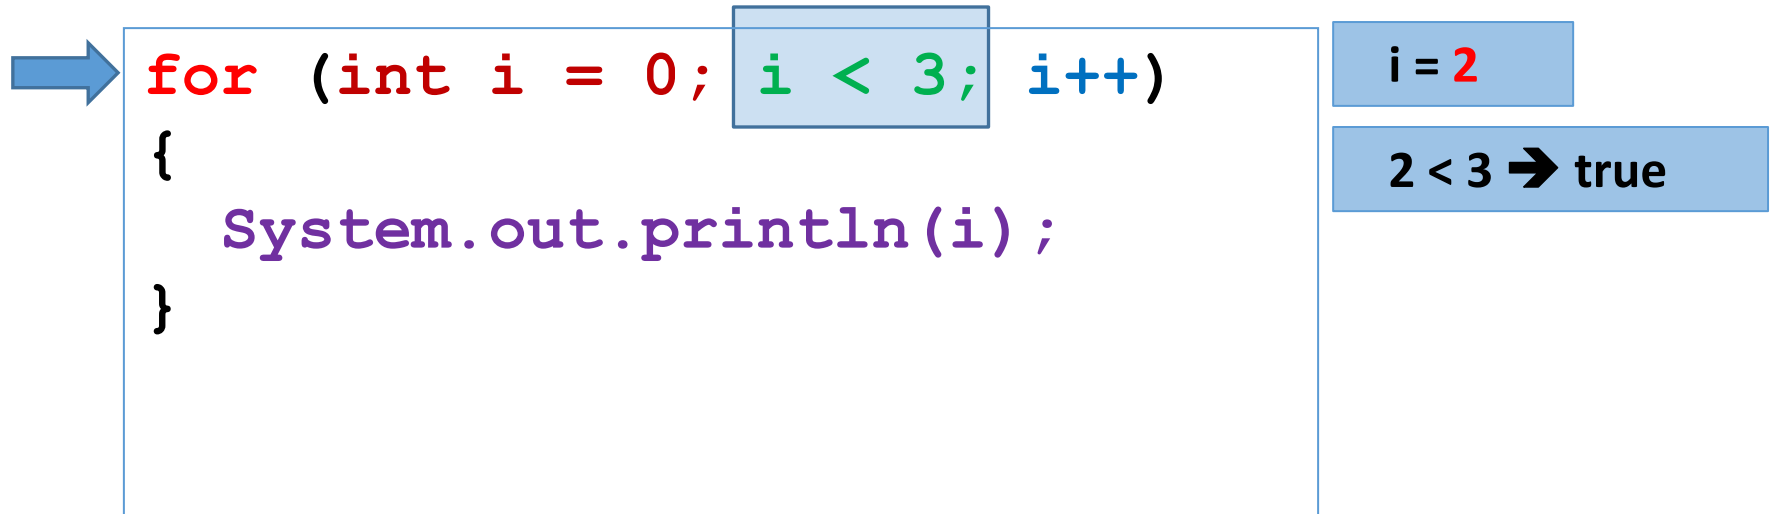 for (int i = 0; i < 3; i++)
{
System.out.println(i);
}
i = 2
2 < 3 🡺 true